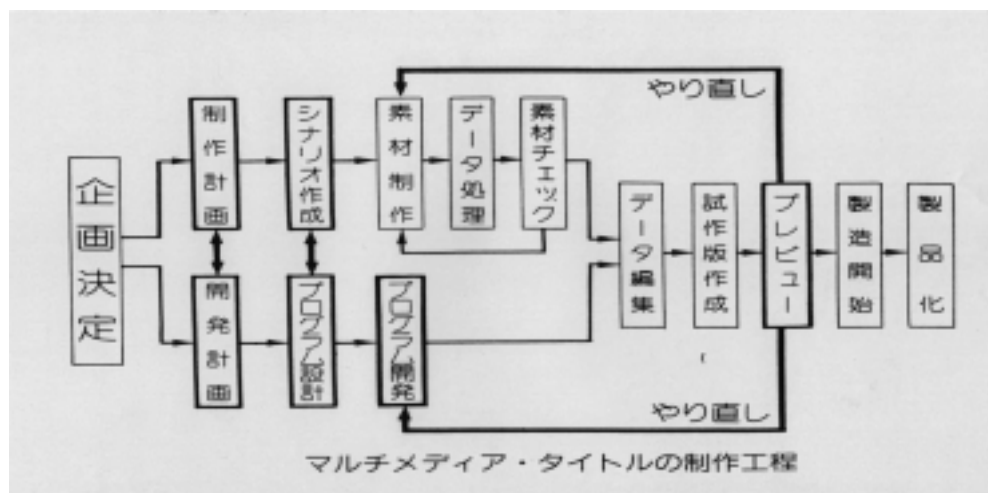 企画決定
制作計画
シナリオ作成
素材制作
データ処理
素材チェック
やり直し
開発計画
プログラム設計
プログラム開発
データ編集
試作版作成
プレビュー
製造開始
製品化
やり直し
マルチメディア・タイトルの制作工程